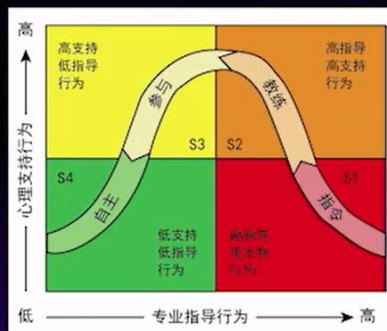 高
高支持
低指导
行为
高指导
高支持
行为
参与
教练
心理支持行为
S3
S2
S4
S1
自主
指令
低支持
低指导
行为
行为
低
专业指导行为
高